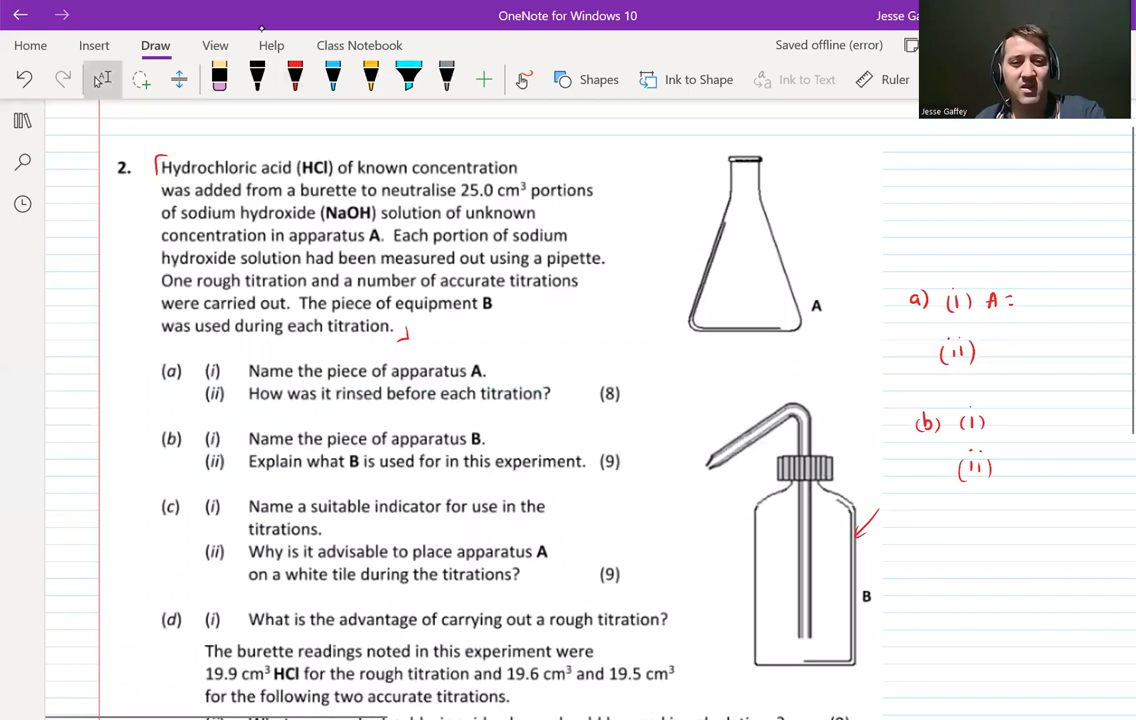 OneNote for Windows 10
Jesse Ga
Home Insert Draw View Help Class Notebook Saved offline (error)
Shapes Ink to Shape Ink to Text Ruler
Jesse Gaffey
2. Hydrochloric acid (HCl) of known concentration
was added from a burette to neutralise 25.0 cm³ portions
of sodium hydroxide (NaOH) solution of unknown
concentration in apparatus A. Each portion of sodium
hydroxide solution had been measured out using a pipette.
One rough titration and a number of accurate titrations
were carried out. The piece of equipment B
was used during each titration.
A
a) (i) A =
(ii)
(a) (i) Name the piece of apparatus A.
(ii) How was it rinsed before each titration? (8)
(b) (i)
(ii)
(b) (i) Name the piece of apparatus B.
(ii) Explain what B is used for in this experiment. (9)
(c) (i) Name a suitable indicator for use in the
titrations.
(ii) Why is it advisable to place apparatus A
on a white tile during the titrations? (9)
B
(d) (i) What is the advantage of carrying out a rough titration?
The burette readings noted in this experiment were
19.9 cm³ HCl for the rough titration and 19.6 cm³ and 19.5 cm³
for the following two accurate titrations.